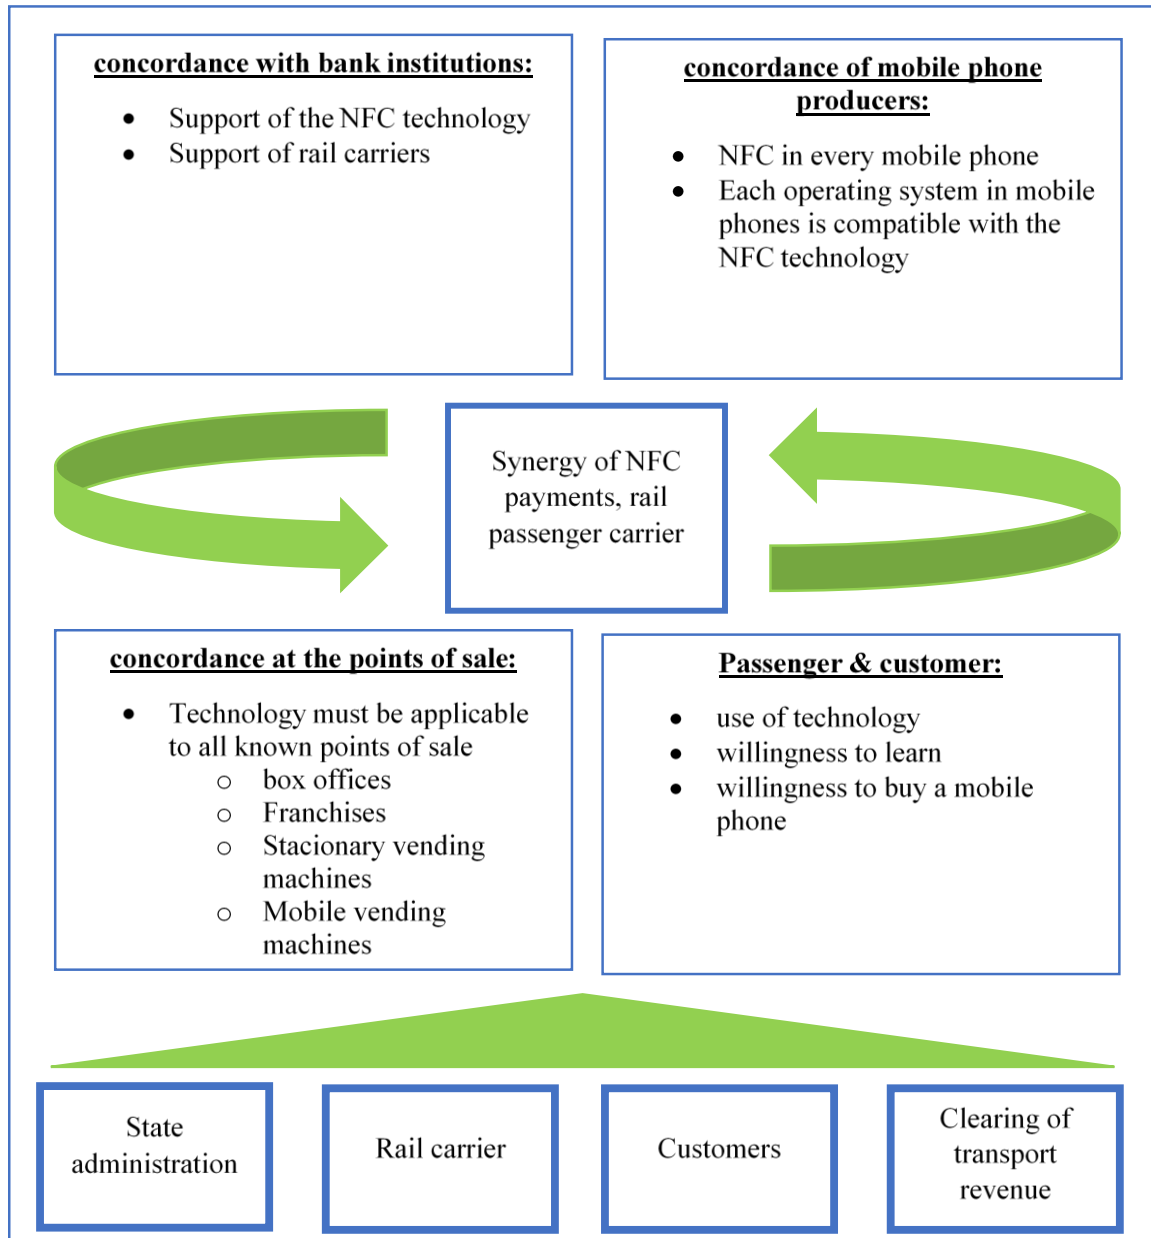 concordance with bank institutions:
• Support of the NFC technology
• Support of rail carriers
concordance of mobile phone
producers:
• NFC in every mobile phone
• Each operating system in mobile
phones is compatible with the
NFC technology
Synergy of NFC
payments, rail
passenger carrier
concordance at the points of sale:
• Technology must be applicable
to all known points of sale
o box offices
o Franchises
o Stacionary vending
machines
o Mobile vending
machines
Passenger & customer:
• use of technology
• willingness to learn
• willingness to buy a mobile
phone
State
administration
Rail carrier
Customers
Clearing of
transport
revenue